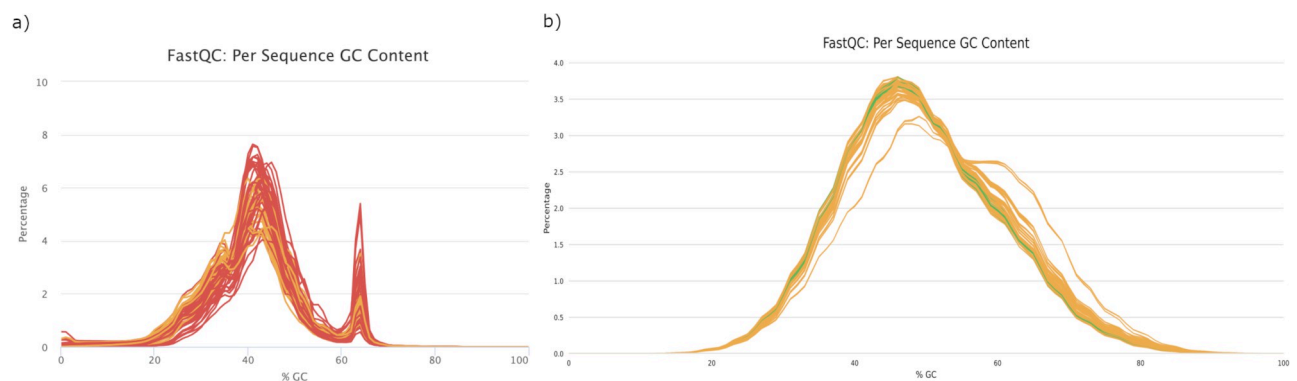 a)
FastQC: Per Sequence GC Content
10
8
6
4
2
0
Percentage
0 20 40 60 80 100
% GC
b)
FastQC: Per Sequence GC Content
4.0
3.5
3.0
2.5
2.0
1.5
1.0
0.5
0.0
Percentage
20 40 60 80 100
% GC